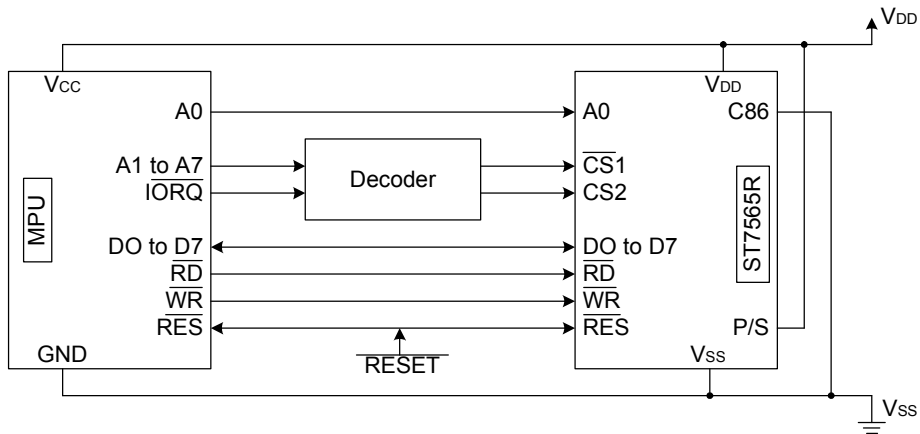 VDD
VCC
VDD
A0
A0
C86
A1 to A7
Decoder
CS1
IORQ
CS2
MPU
ST7565R
DO to D7
DO to D7
RD
RD
WR
WR
RES
RES
P/S
GND
RESET
VSS
VSS